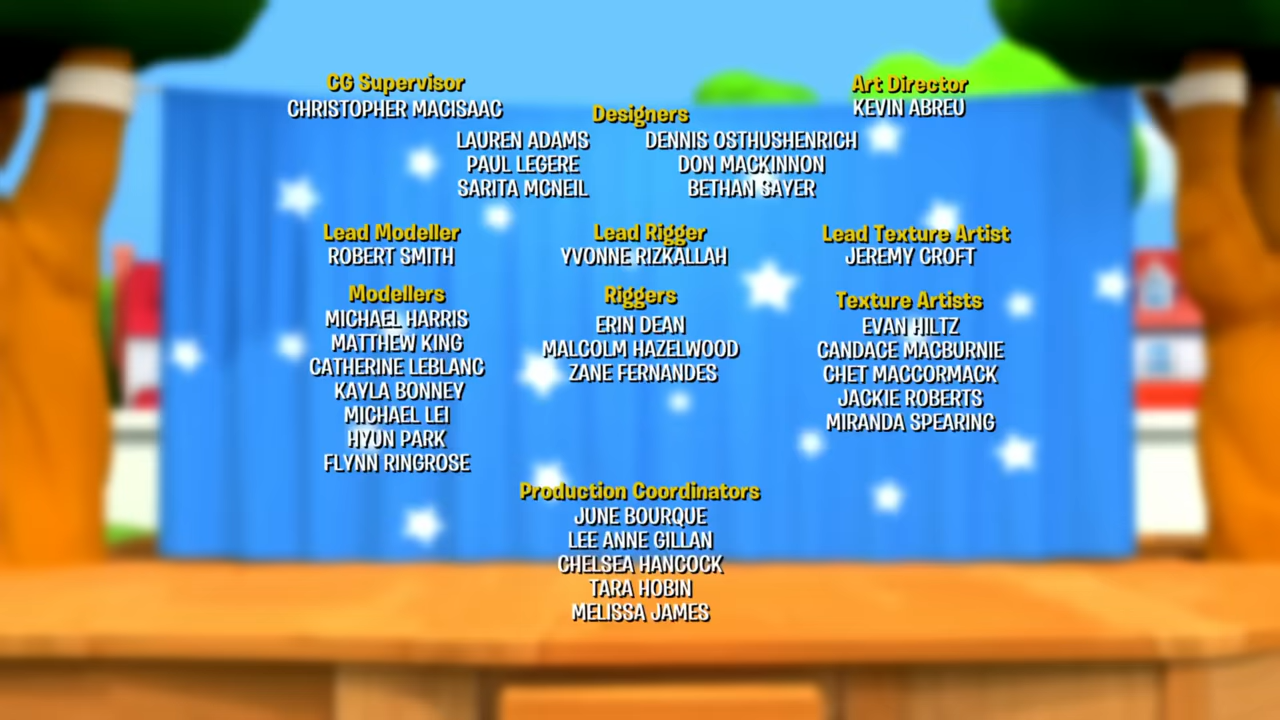 CG Supervisor
CHRISTOPHER MACISAAC
Art Director
KEVIN ABREU
Designers
LAUREN ADAMS
PAUL LEGERE
SARITA MCNEIL
DENNIS OSTHUSHENRICH
DON MACKINNON
BETHAN SAYER
Lead Modeller
ROBERT SMITH
Modellers
MICHAEL HARRIS
MATTHEW KING
CATHERINE LEBLANC
KAYLA BONNEY
MICHAEL LEI
HYUN PARK
FLYNN RINGROSE
Lead Rigger
YVONNE RIZKALLAH
Riggers
ERIN DEAN
MALCOLM HAZELWOOD
ZANE FERNANDES
Lead Texture Artist
JEREMY CROFT
Texture Artists
EVAN HILTZ
CANDACE MACBURNIE
CHET MACCORMACK
JACKIE ROBERTS
MIRANDA SPEARING
Production Coordinators
JUNE BOURQUE
LEE ANNE GILLAN
CHELSEA HANCOCK
TARA HOBIN
MELISSA JAMES